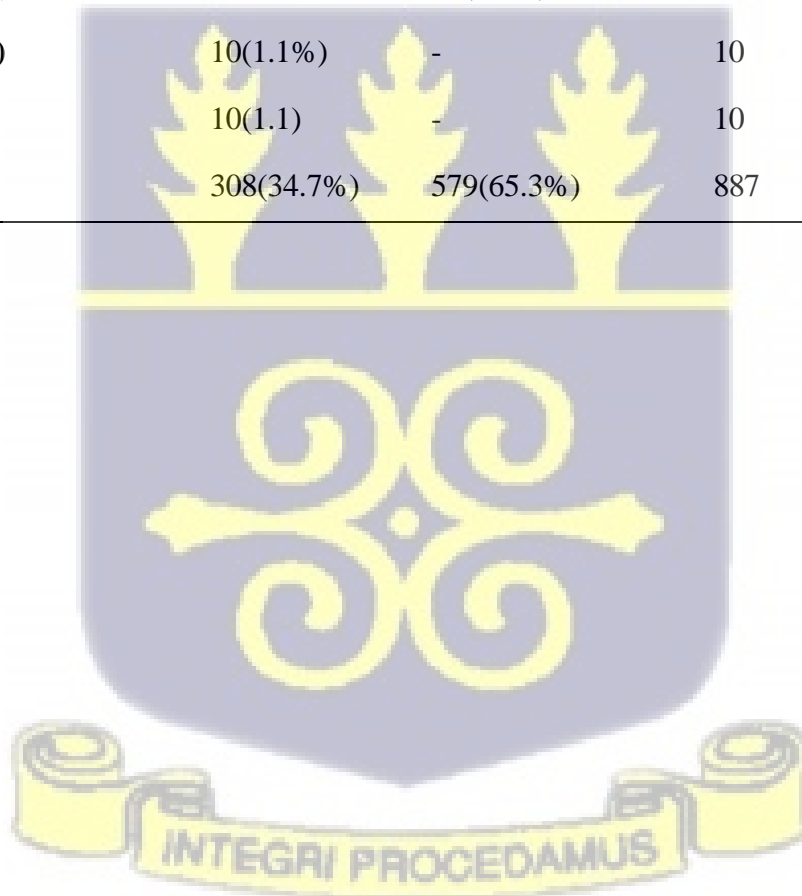 ) 10(1.1%) - 10
10(1.1) - 10
308(34.7%) 579(65.3%) 887
INTEGRI PROCEDAMUS